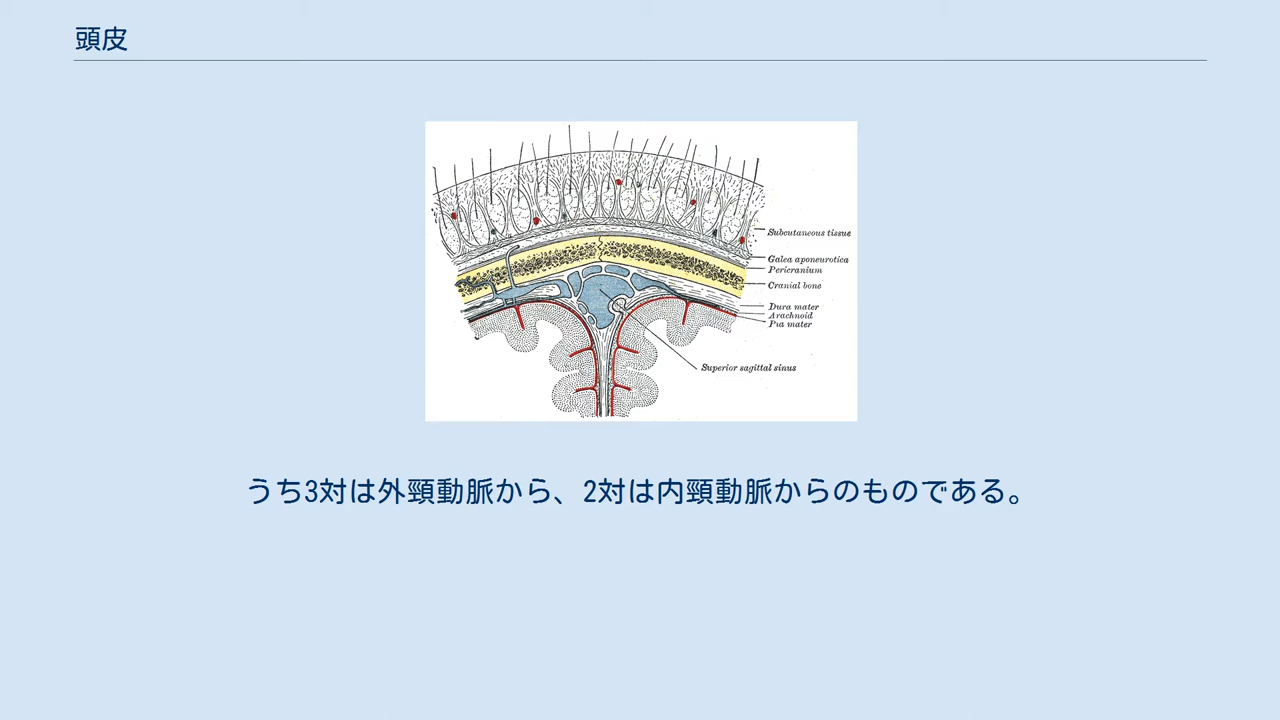 頭皮
Subcutaneous tissue
Galea aponeurotica
Pericranium
Cranial bone
Dura mater
Arachnoid
Pia mater
Superior sagittal sinus
うち3対は外頸動脈から、2対は内頸動脈からのものである。